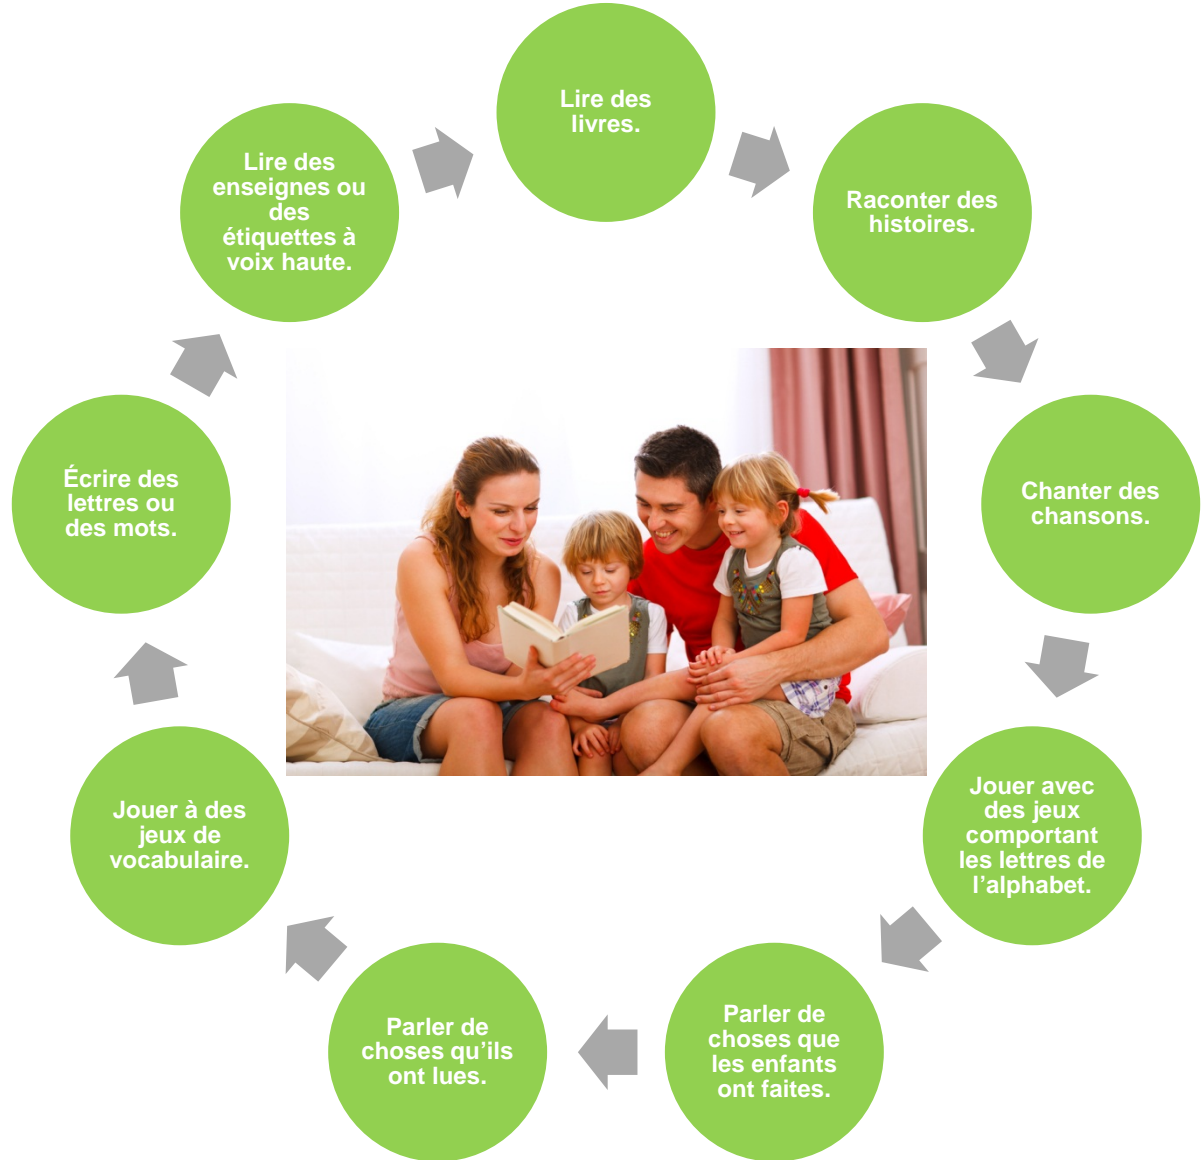 Lire des
livres.
Raconter des
histoires.
Chanter des
chansons.
Jouer avec
des jeux
comportant
les lettres de
l’alphabet.
Parler de
choses que
les enfants
ont faites.
Parler de
choses qu’ils
ont lues.
Jouer à des
jeux de
vocabulaire.
Écrire des
lettres ou
des mots.
Lire des
enseignes ou
des
étiquettes à
voix haute.